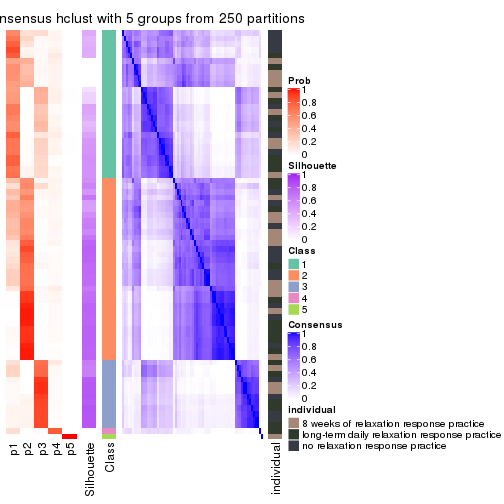 nsensus hclust with 5 groups from 250 partitions
Prob
1
0.8
0.6
0.4
0.2
0
Silhouette
1
0.8
0.6
0.4
0.2
0
Class
1
2
3
4
5
Consensus
1
0.8
0.6
0.4
0.2
0
individual
8 weeks of relaxation response practice
long-term daily relaxation response practice
no relaxation response practice
p1
p2
p3
p4
p5
Silhouette
Class
individual